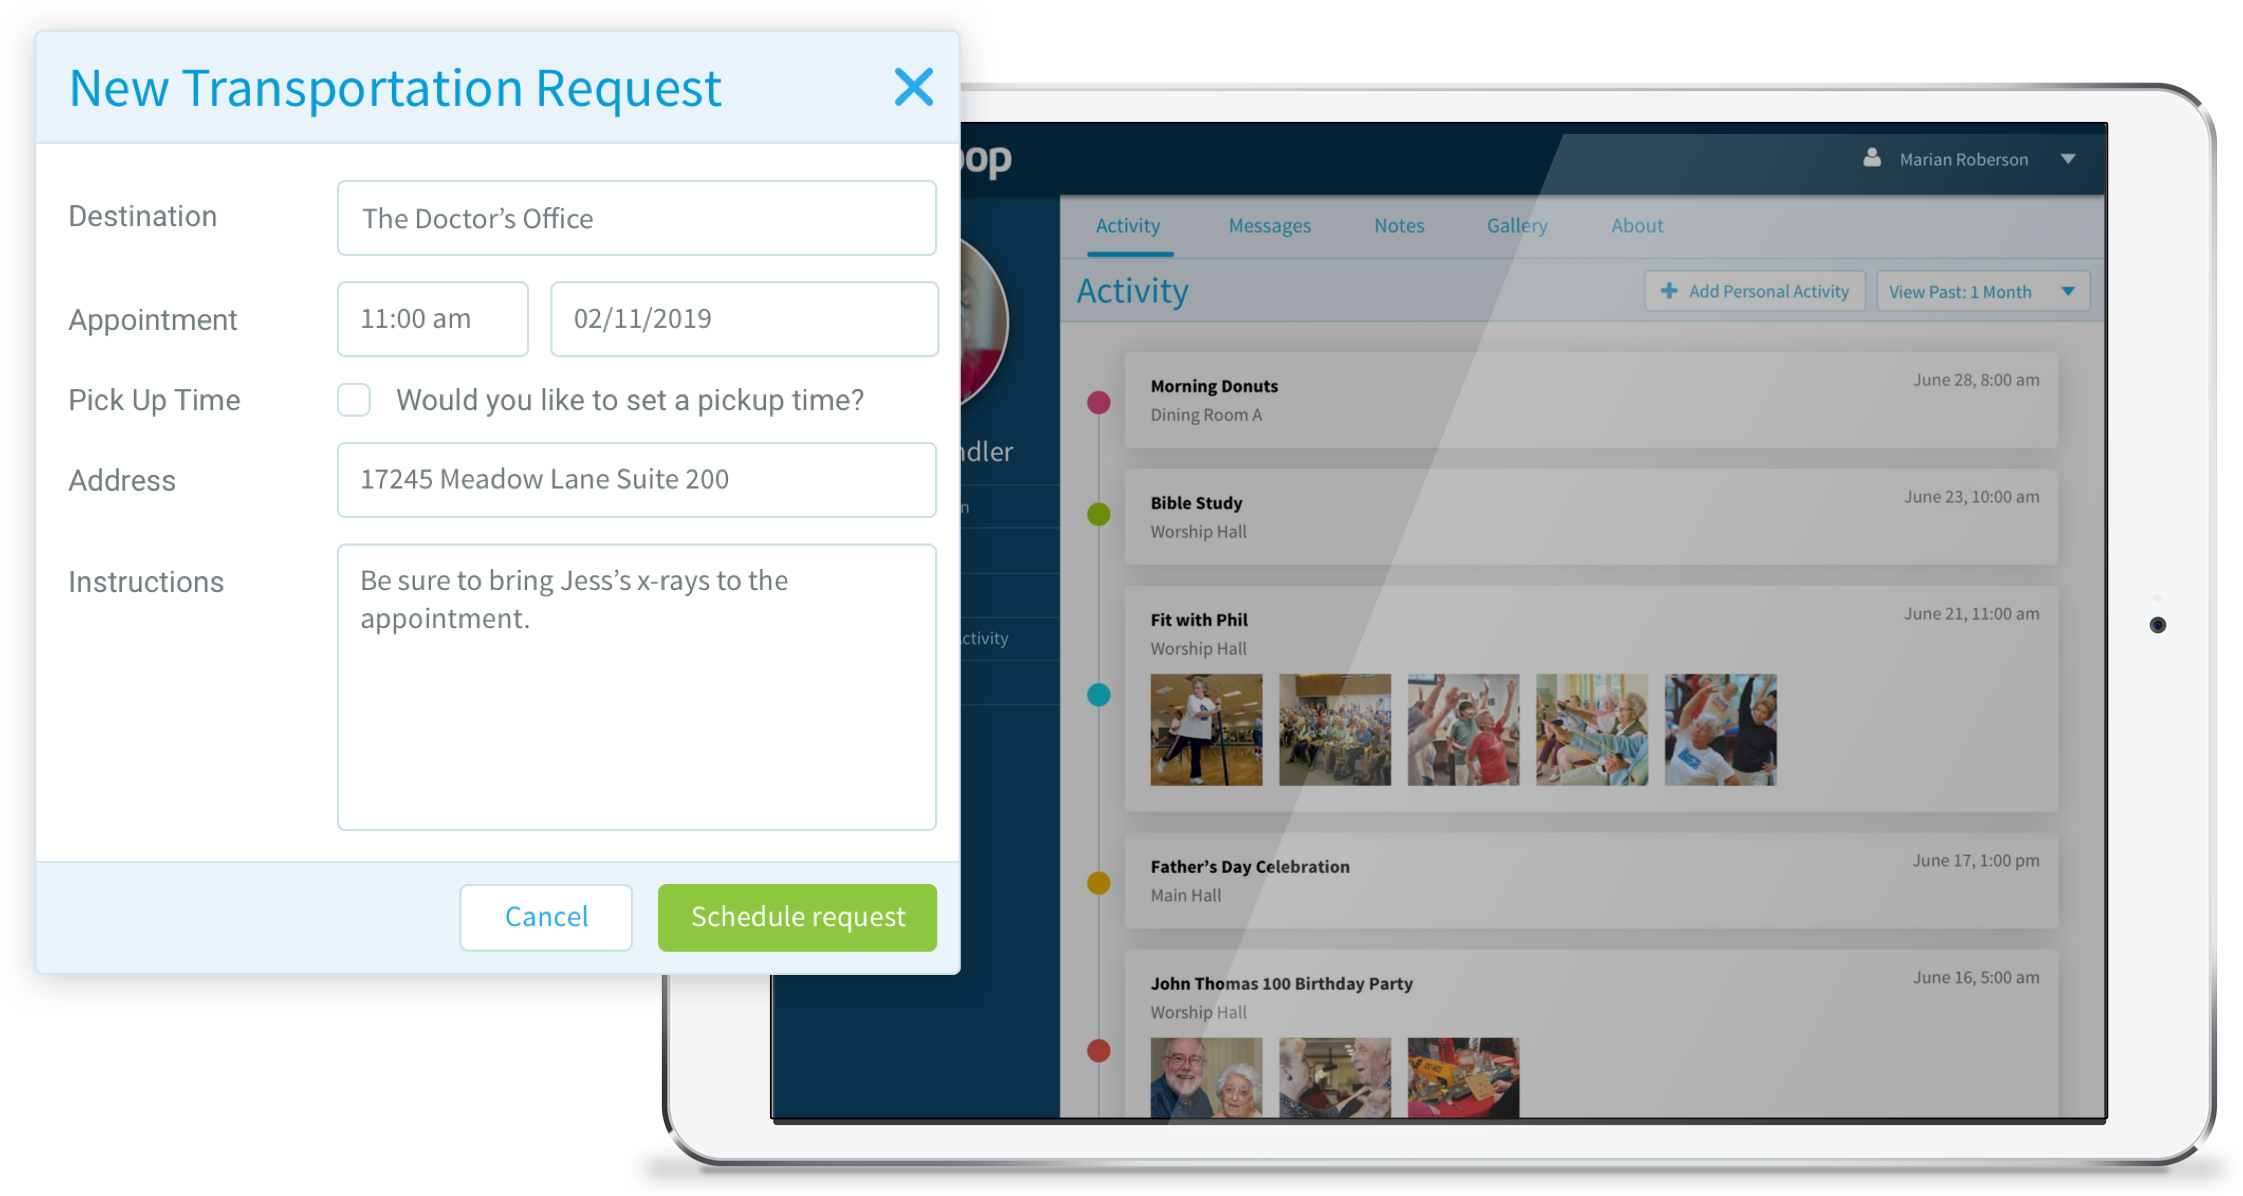 New Transportation Request
Destination
The Doctor’s Office
Appointment
11:00 am
02/11/2019
Pick Up Time
Would you like to set a pickup time?
Address
17245 Meadow Lane Suite 200
Instructions
Be sure to bring Jess’s x-rays to the
appointment.
Cancel
Schedule request
Marian Roberson
Activity
Messages
Notes
Gallery
About
Activity
Add Personal Activity
View Past: 1 Month
Morning Donuts
June 28, 8:00 am
Dining Room A
Bible Study
June 23, 10:00 am
Worship Hall
Fit with Phil
June 21, 11:00 am
Worship Hall
Father’s Day Celebration
June 17, 1:00 pm
Main Hall
John Thomas 100 Birthday Party
June 16, 5:00 am
Worship Hall